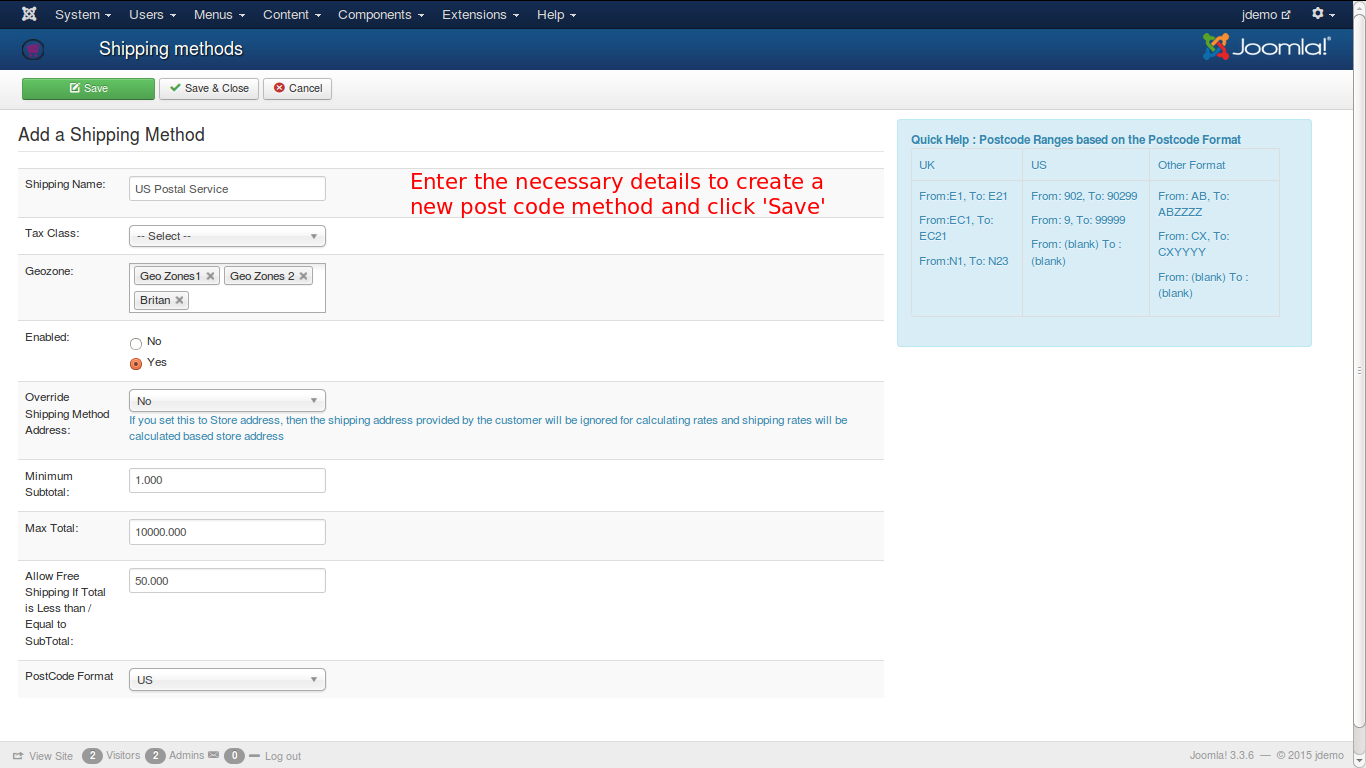 System Users Menus Content Components Extensions Help jdemo
Shipping methods Joomla!®
Save Save & Close Cancel
Add a Shipping Method
Shipping Name: US Postal Service
Enter the necessary details to create a
new post code method and click 'Save'
Tax Class: -- Select --
Geozone: Geo Zones1 Geo Zones 2
Britan
Enabled: No
Yes
Override
Shipping Method
Address:
No
If you set this to Store address, then the shipping address provided by the customer will be ignored for calculating rates and shipping rates will be
calculated based store address
Minimum
Subtotal:
1.000
Max Total: 10000.000
Allow Free
Shipping If Total
is Less than /
Equal to
SubTotal:
50.000
PostCode Format US
Quick Help : Postcode Ranges based on the Postcode Format
UK US Other Format
From:E1, To: E21
From:EC1, To:
EC21
From:N1, To: N23
From: 902, To: 90299
From: 9, To: 99999
From: (blank) To :
(blank)
From: AB, To:
ABZZZZ
From: CX, To:
CXYYYY
From: (blank) To :
(blank)
View Site 2 Visitors 2 Admins 0 Log out Joomla! 3.3.6 — © 2015 jdemo